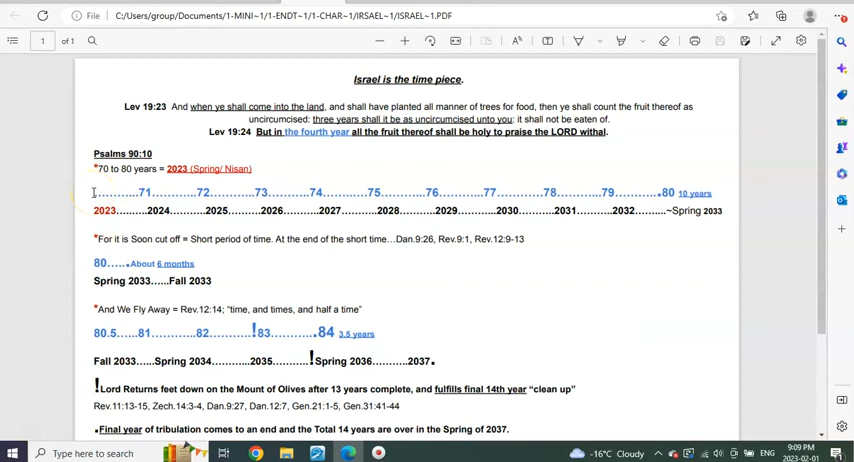 File
C:/Users/group/Documents/1-MINI~1/1-ENDT~1/1-CHAR~1/IRSAEL~1/ISRAEL~1.PDF
1 of 1
Israel is the time piece.
Lev 19:23 And when ye shall come into the land, and shall have planted all manner of trees for food, then ye shall count the fruit thereof as
uncircumcised: three years shall it be as uncircumcised unto you: it shall not be eaten of.
Lev 19:24 But in the fourth year all the fruit thereof shall be holy to praise the LORD withal.
Psalms 90:10
*70 to 80 years = 2023 (Spring/ Nisan)
...........71...........72...........73...........74...........75...........76...........77...........78...........79...........80 10 years
2023.........2024..........2025..........2026..........2027..........2028..........2029..........2030..........2031..........2032..........~Spring 2033
*For it is Soon cut off = Short period of time. At the end of the short time…Dan.9:26, Rev.9:1, Rev.12:9-13
80......About 6 months
Spring 2033…..Fall 2033
*And We Fly Away = Rev.12:14; “time, and times, and half a time”
80.5…...81...........82..........!83...........84 3.5 years
Fall 2033…..Spring 2034...........2035..........!Spring 2036..........2037.
!Lord Returns feet down on the Mount of Olives after 13 years complete, and fulfills final 14th year “clean up”
Rev.11:13-15, Zech.14:3-4, Dan.9:27, Dan.12:7, Gen.21:1-5, Gen.31:41-44
.Final year of tribulation comes to an end and the Total 14 years are over in the Spring of 2037.
Type here to search
-16°C Cloudy
ENG
9:09 PM
2023-02-01